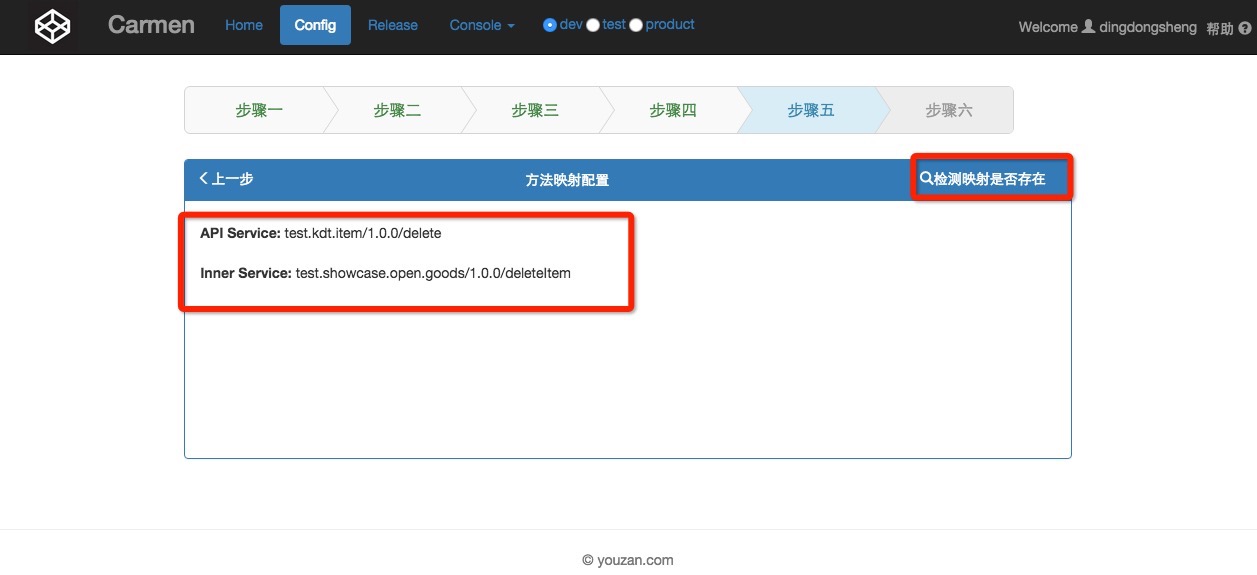 Carmen Home Config Release Console dev test product Welcome dingdongsheng 帮助
步骤一 步骤二 步骤三 步骤四 步骤五 步骤六
上一步 方法映射配置 检测映射是否存在
API Service: test.kdt.item/1.0.0/delete
Inner Service: test.showcase.open.goods/1.0.0/deleteItem
© youzan.com